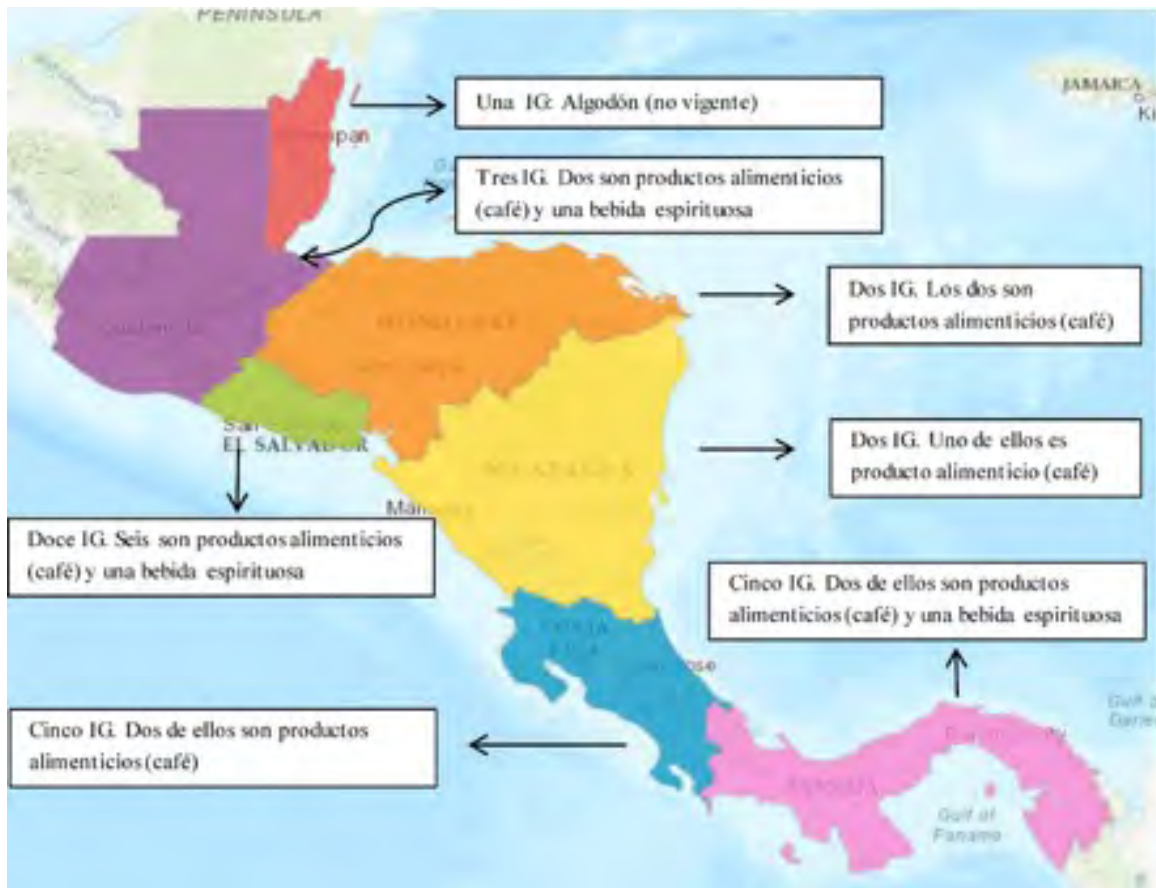 PENINSULA
JAMAICA
Una IG: Algodón (no vigente)
Tres IG. Dos son productos alimenticios
(café) y una bebida espirituosa
Dos IG. Los dos son
productos alimenticios (café)
EL SALVADOR
Dos IG. Uno de ellos es
producto alimenticio (café)
Doce IG. Seis son productos alimenticios
(café) y una bebida espirituosa
Cinco IG. Dos de ellos son productos
alimenticios (café) y una bebida espirituosa
Cinco IG. Dos de ellos son productos
alimenticios (café)
PANAMA
Gulf of
Panama